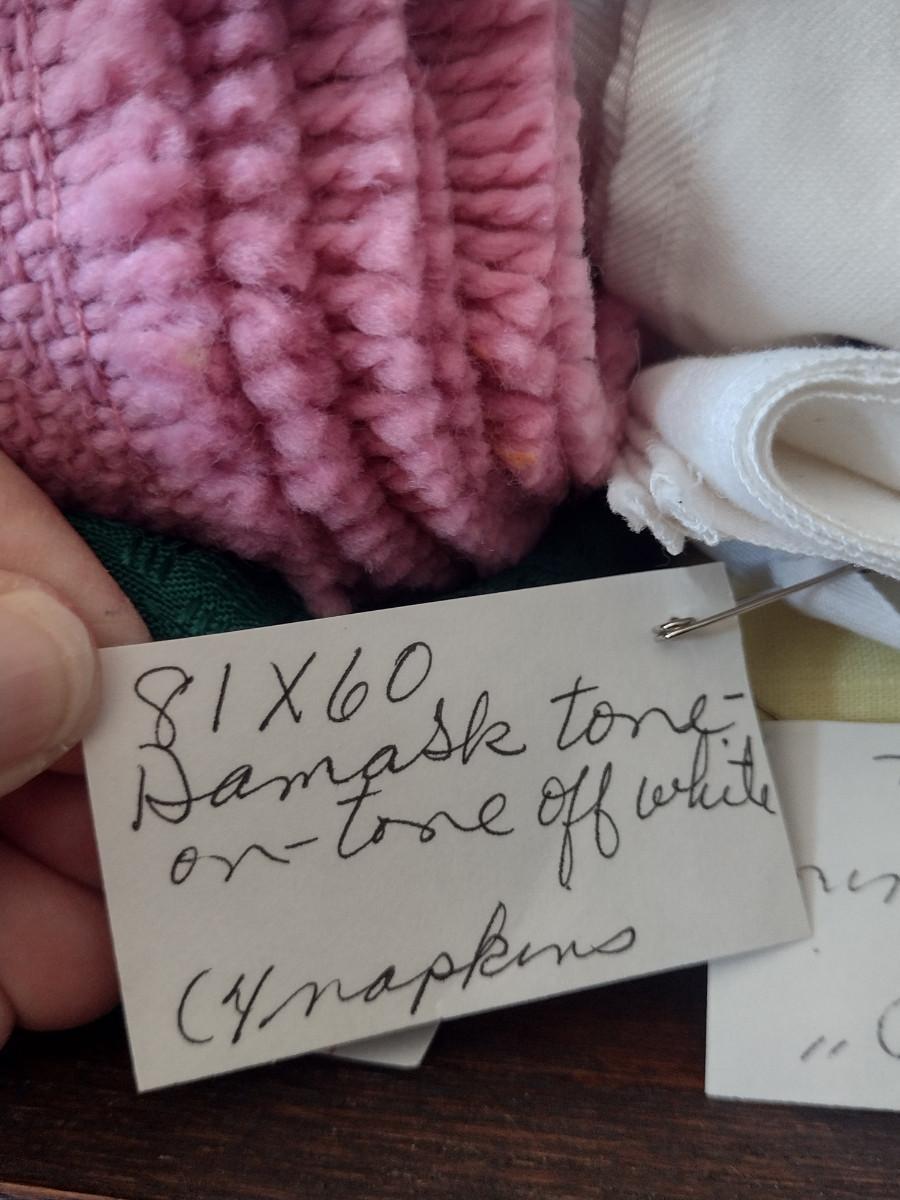 81X60
Damask tone-
on-tone off white
(4) napkins